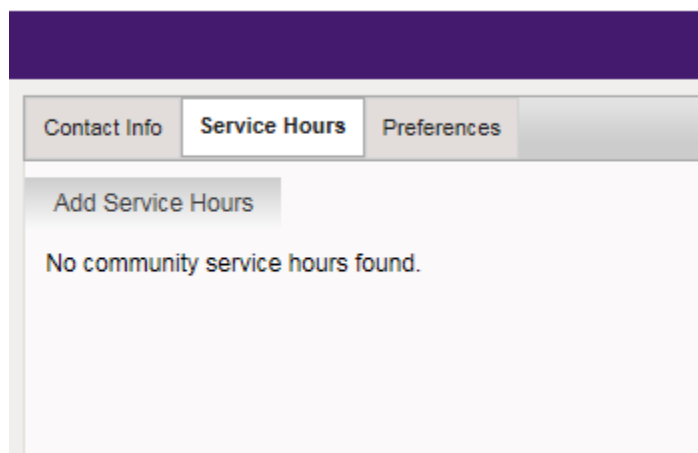 Contact Info Service Hours Preferences
Add Service Hours
No community service hours found.